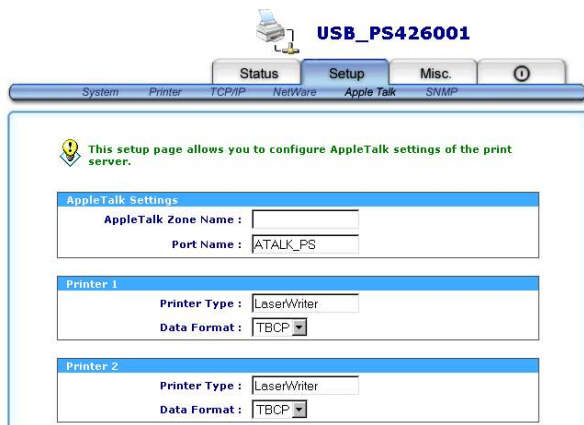 USB_PS426001
Status Setup Misc.
System Printer TCP/IP NetWare Apple Talk SNMP
This setup page allows you to configure AppleTalk settings of the print
server.
AppleTalk Settings
AppleTalk Zone Name :
Port Name : ATALK_PS
Printer 1
Printer Type : LaserWriter
Data Format : TBCP
Printer 2
Printer Type : LaserWriter
Data Format : TBCP